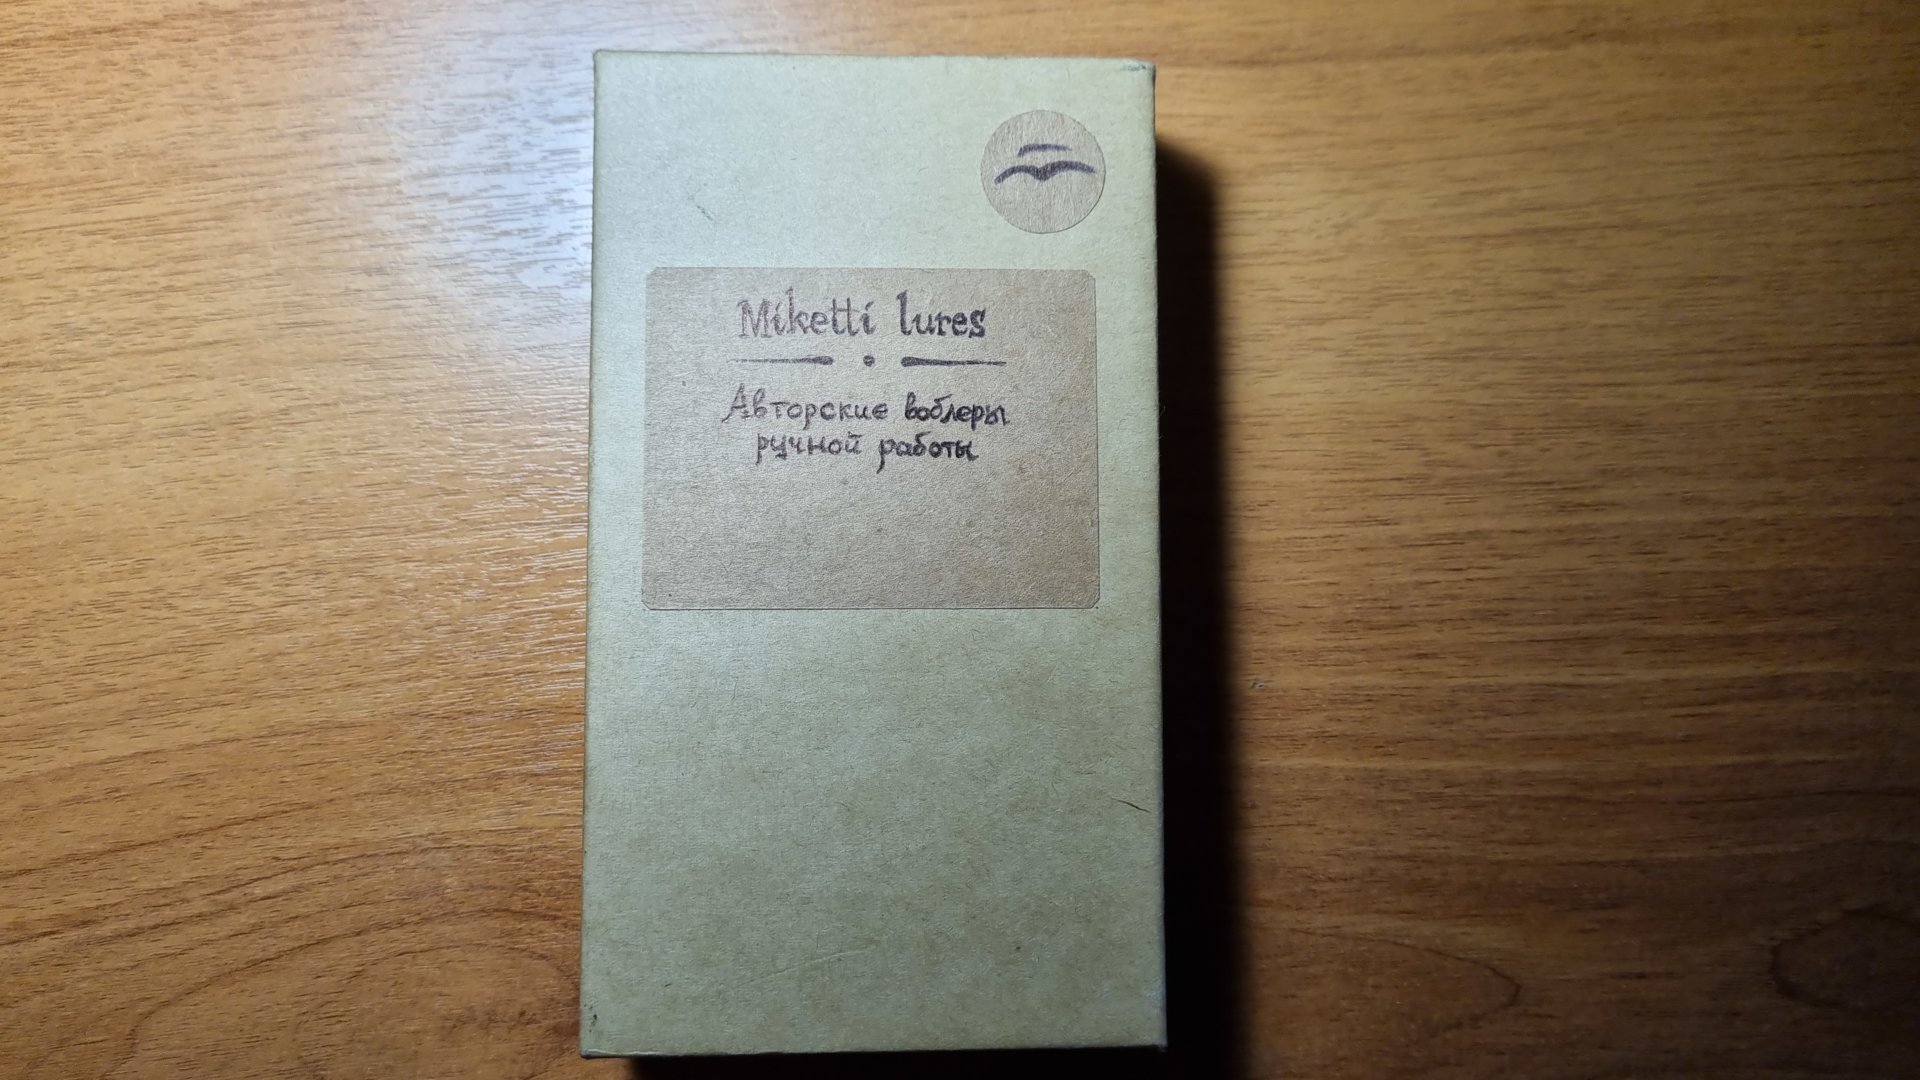 Miketti lures
Авторские воблеры
ручной работы